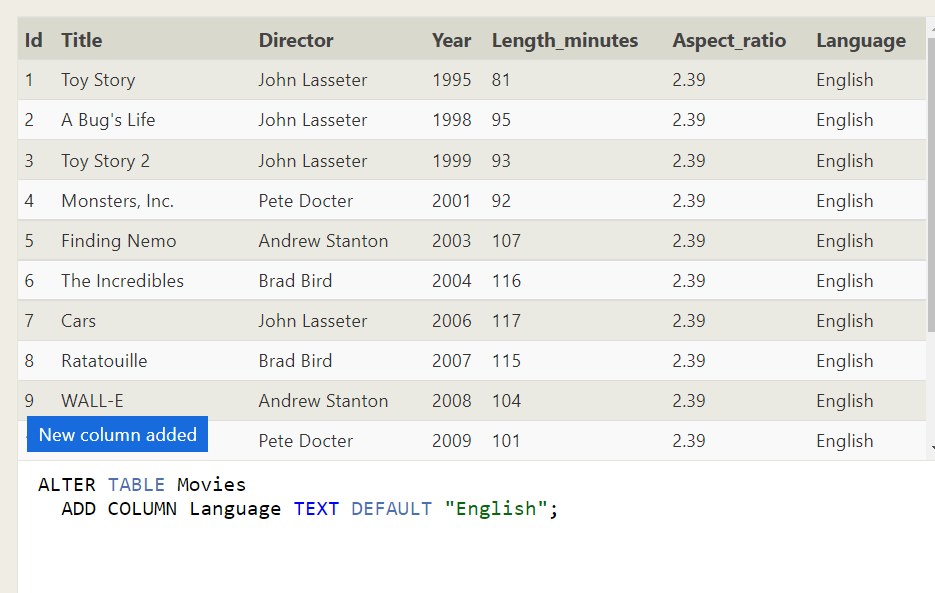 Id Title Director Year Length_minutes Aspect_ratio Language
1 Toy Story John Lasseter 1995 81 2.39 English
2 A Bug's Life John Lasseter 1998 95 2.39 English
3 Toy Story 2 John Lasseter 1999 93 2.39 English
4 Monsters, Inc. Pete Docter 2001 92 2.39 English
5 Finding Nemo Andrew Stanton 2003 107 2.39 English
6 The Incredibles Brad Bird 2004 116 2.39 English
7 Cars John Lasseter 2006 117 2.39 English
8 Ratatouille Brad Bird 2007 115 2.39 English
9 WALL-E Andrew Stanton 2008 104 2.39 English
New column added Pete Docter 2009 101 2.39 English
ALTER TABLE Movies
ADD COLUMN Language TEXT DEFAULT "English";